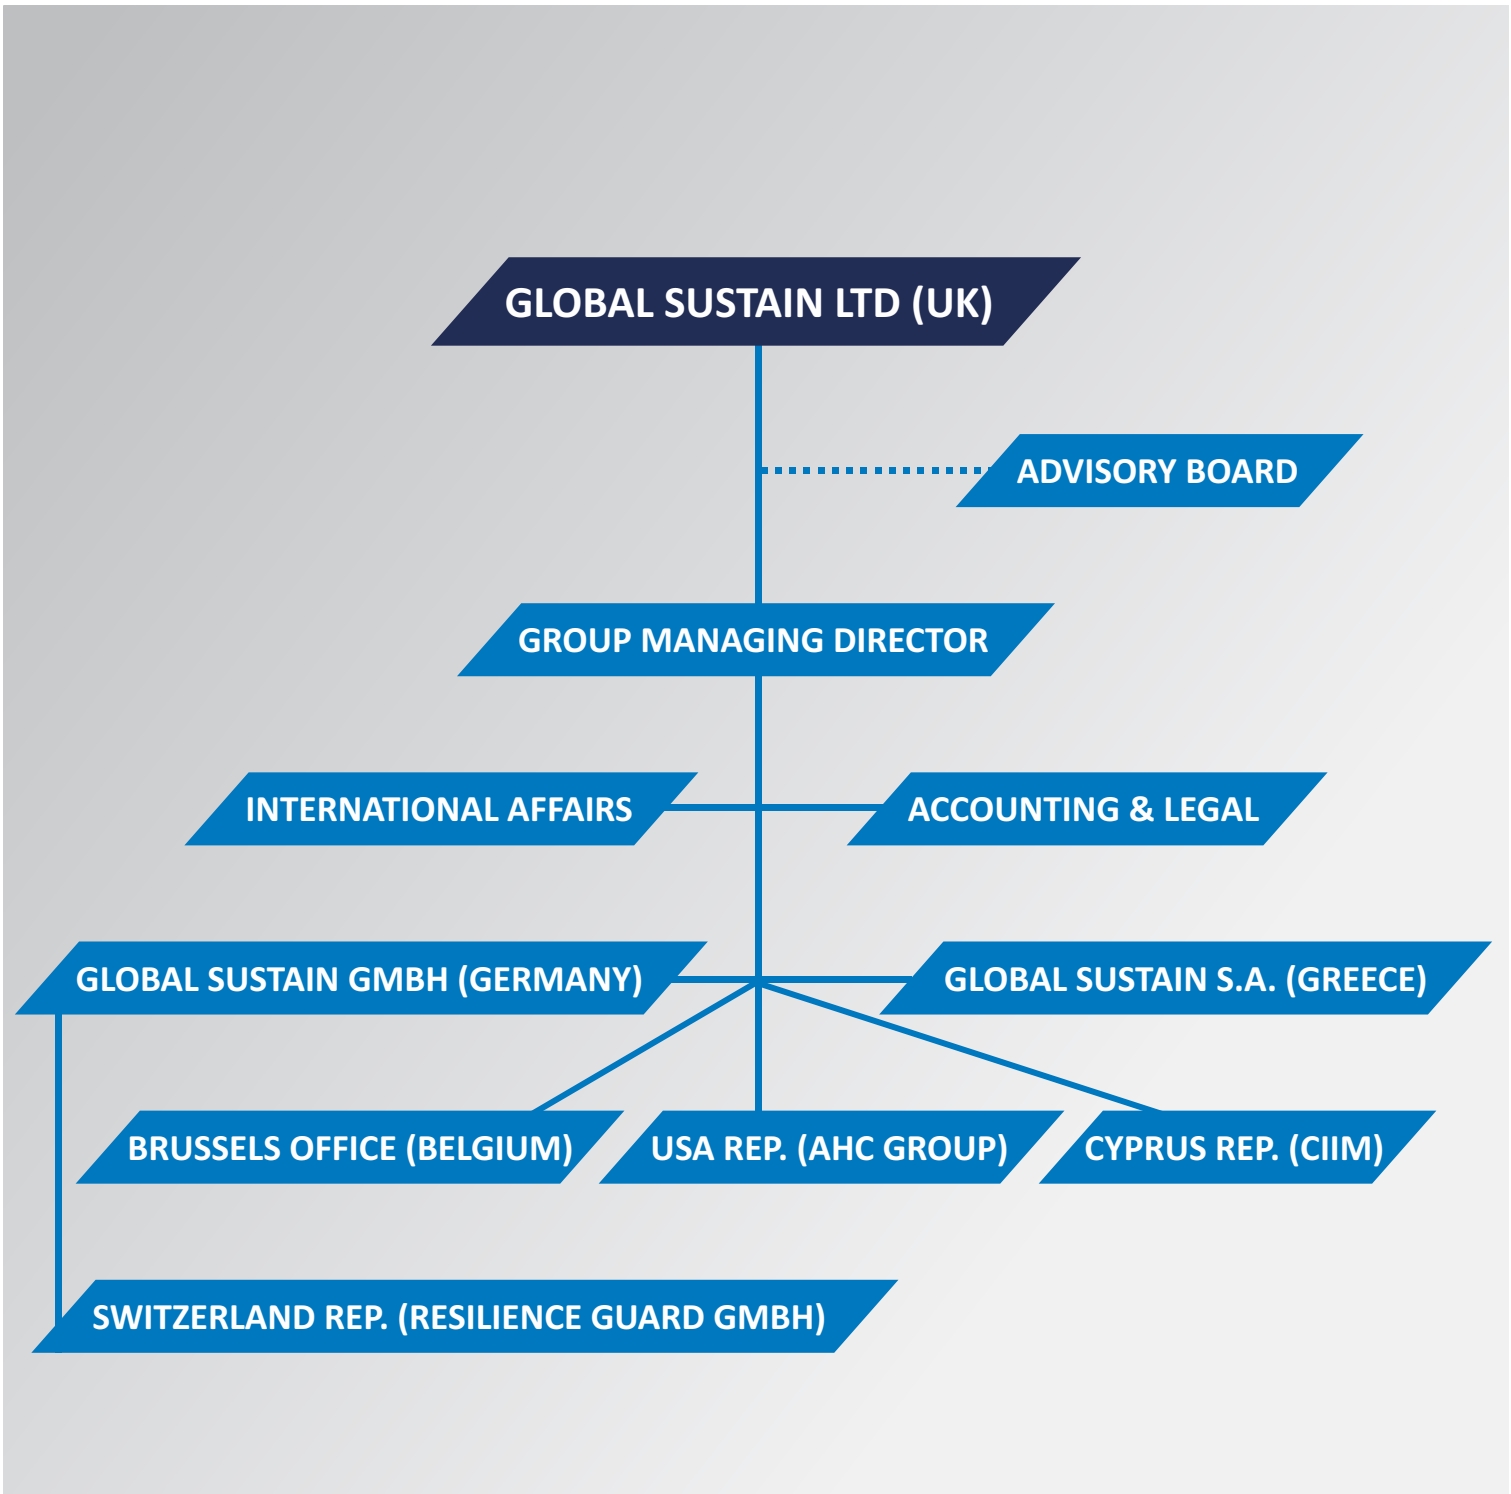 GLOBAL SUSTAIN LTD (UK)
ADVISORY BOARD
GROUP MANAGING DIRECTOR
INTERNATIONAL AFFAIRS
ACCOUNTING & LEGAL
GLOBAL SUSTAIN GMBH (GERMANY)
GLOBAL SUSTAIN S.A. (GREECE)
BRUSSELS OFFICE (BELGIUM)
USA REP. (AHC GROUP)
CYPRUS REP. (CIIM)
SWITZERLAND REP. (RESILIENCE GUARD GMBH)